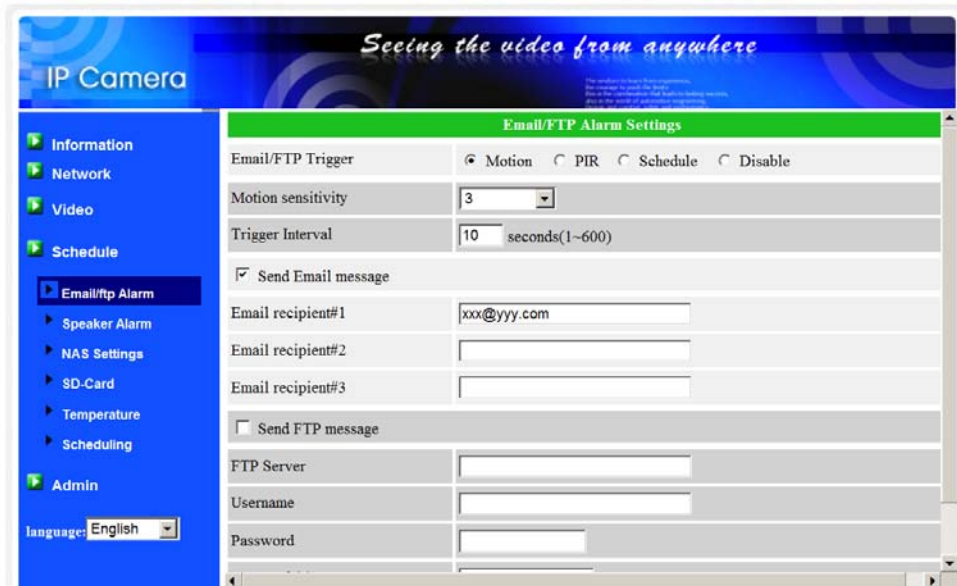 Seeing the video from anywhere
IP Camera
Information
Network
Video
Schedule
Email/ftp Alarm
Speaker Alarm
NAS Settings
SD-Card
Temperature
Scheduling
Admin
language: English
Email/FTP Alarm Settings
Email/FTP Trigger Motion PIR Schedule Disable
Motion sensitivity 3
Trigger Interval 10 seconds(1~600)
Send Email message
Email recipient#1 xxx@yyy.com
Email recipient#2
Email recipient#3
Send FTP message
FTP Server
Username
Password